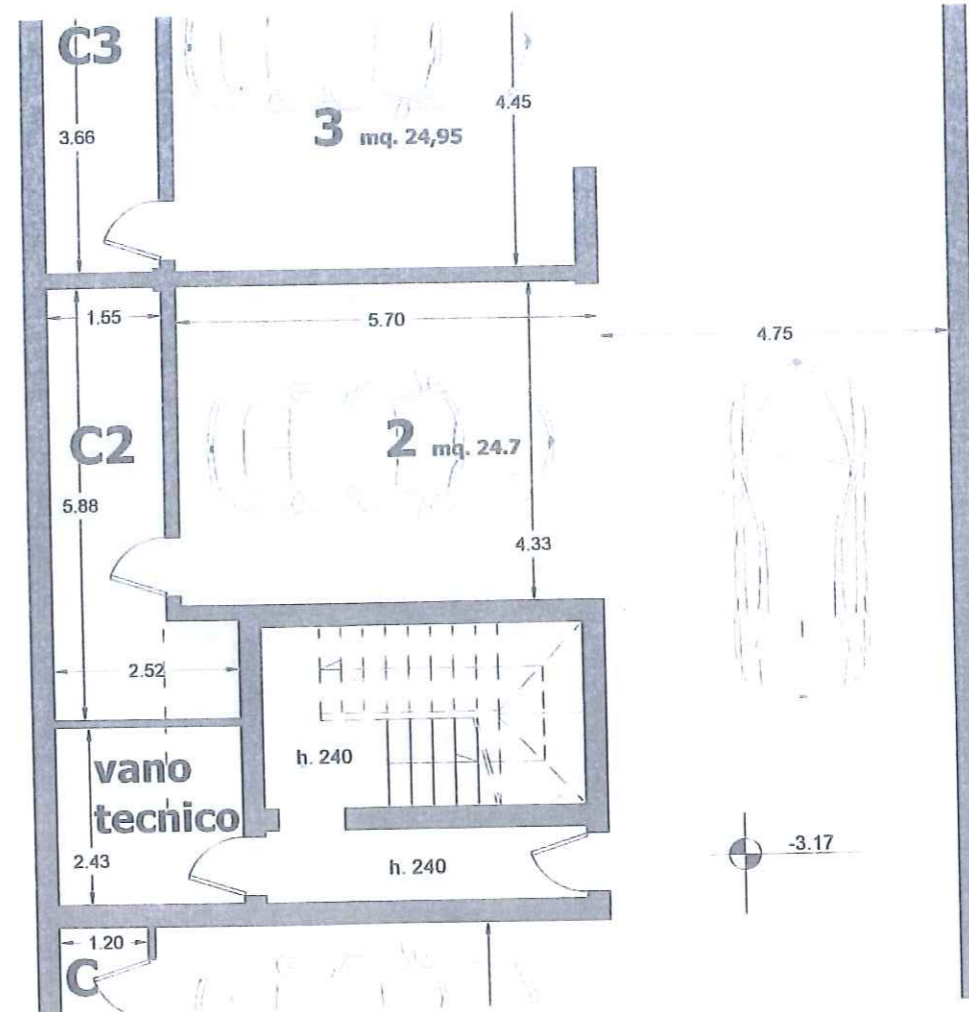 C3
3.66
4.45
3 mq. 24,95
1.55
5.70
4.75
C2
2 mq. 24.7
5.88
4.33
2.52
h. 240
vano
tecnico
2.43
h. 240
-3.17
1.20
C